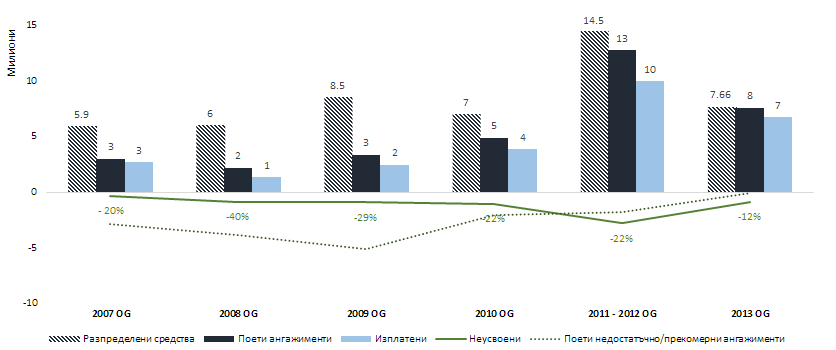 Милиони
15
10
5
0
-5
-10
5.9
3
3
6
2
1
8.5
3
2
7
5
4
14.5
13
10
7.66
8
7
- 20%
-40%
-29%
-22%
-22%
-12%
2007 OG
2008 OG
2009 OG
2010 OG
2011 - 2012 OG
2013 OG
Разпределени средства
Поети ангажименти
Изплатени
Неусвоени
Поети недостатъчно/прекомерни ангажименти